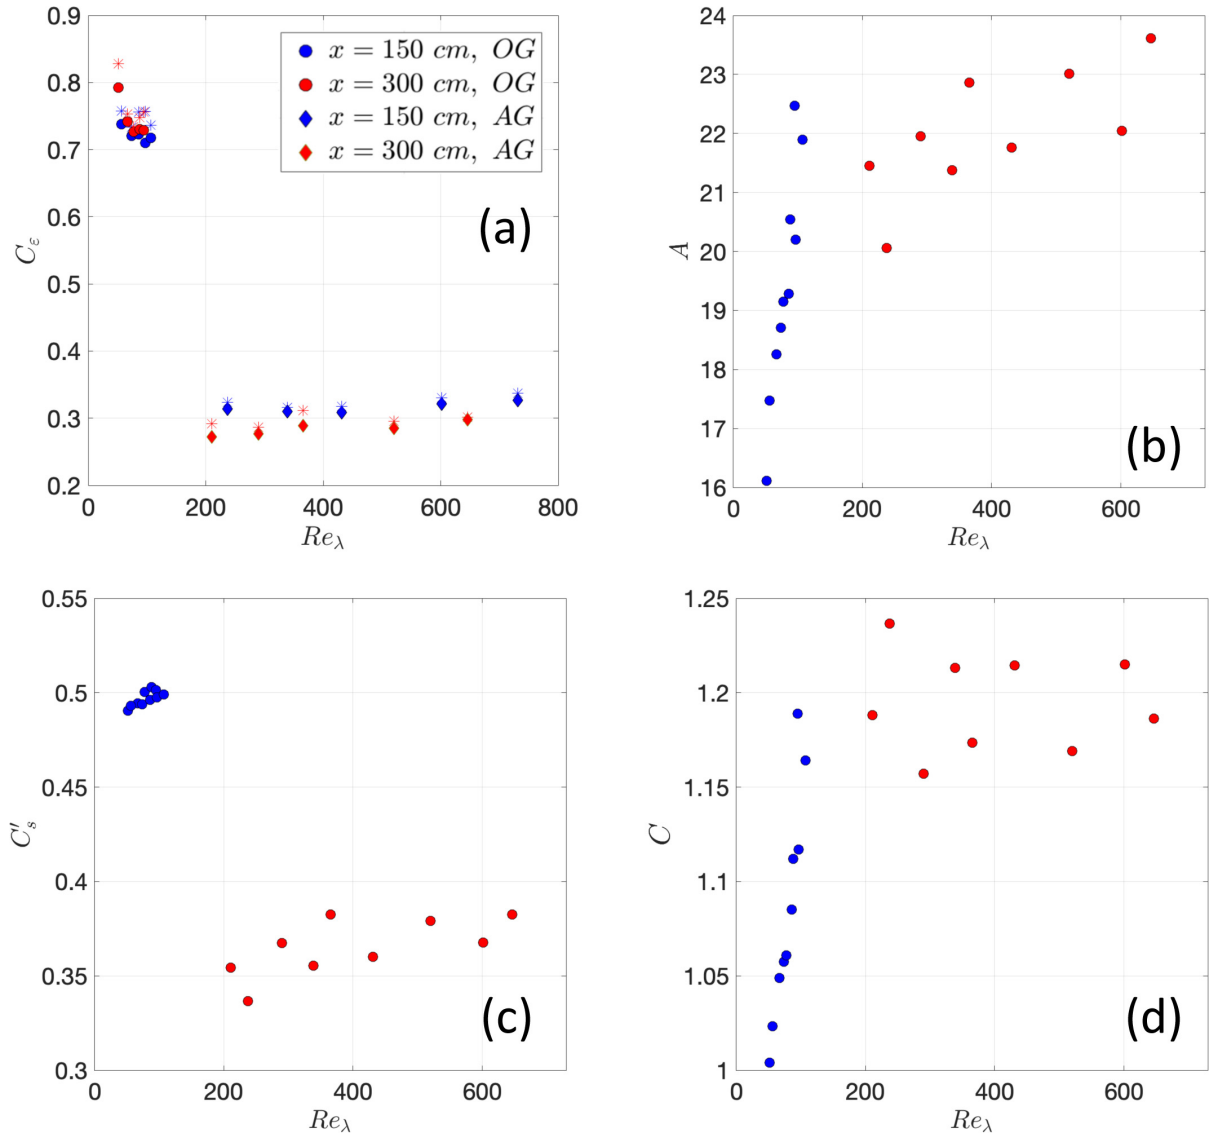 0.9
0.8
0.7
0.6
0.5
0.4
0.3
0.2
0 200 400 600 800
C_ε
Re_λ
x = 150 cm, OG
x = 300 cm, OG
x = 150 cm, AG
x = 300 cm, AG
(a)
24
23
22
21
20
19
18
17
16
0 200 400 600
A
Re_λ
(b)
0.55
0.5
0.45
0.4
0.35
0.3
0 200 400 600
C′_s
Re_λ
(c)
1.25
1.2
1.15
1.1
1.05
1
0 200 400 600
C
Re_λ
(d)